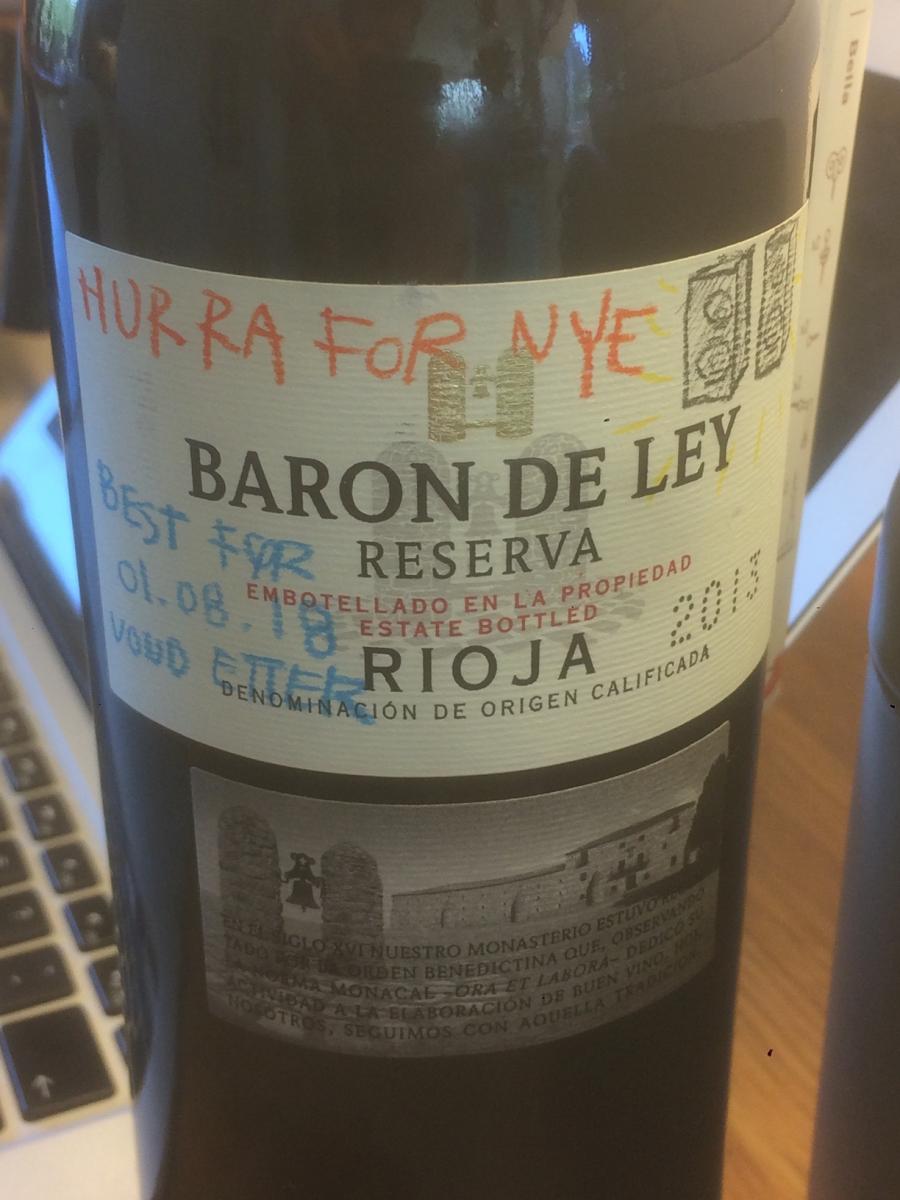 Bella
HURRA FOR NYE
BARON DE LEY
RESERVA
EMBOTELLADO EN LA PROPIEDAD
ESTATE BOTTLED
2013
RIOJA
DENOMINACIÓN DE ORIGEN CALIFICADA
BEST FØR
01.08.18
VOND ETTER
EN EL SIGLO XVI NUESTRO MONASTERIO ESTUVO
TADO POR LA ORDEN BENEDICTINA QUE, OBSERVANDO
LA NORMA MONACAL -ORA ET LABORA- DEDICÓ SU
ACTIVIDAD A LA ELABORACIÓN DE BUEN VINO. HOY,
NOSOTROS, SEGUIMOS CON AQUELLA TRADICIÓN.